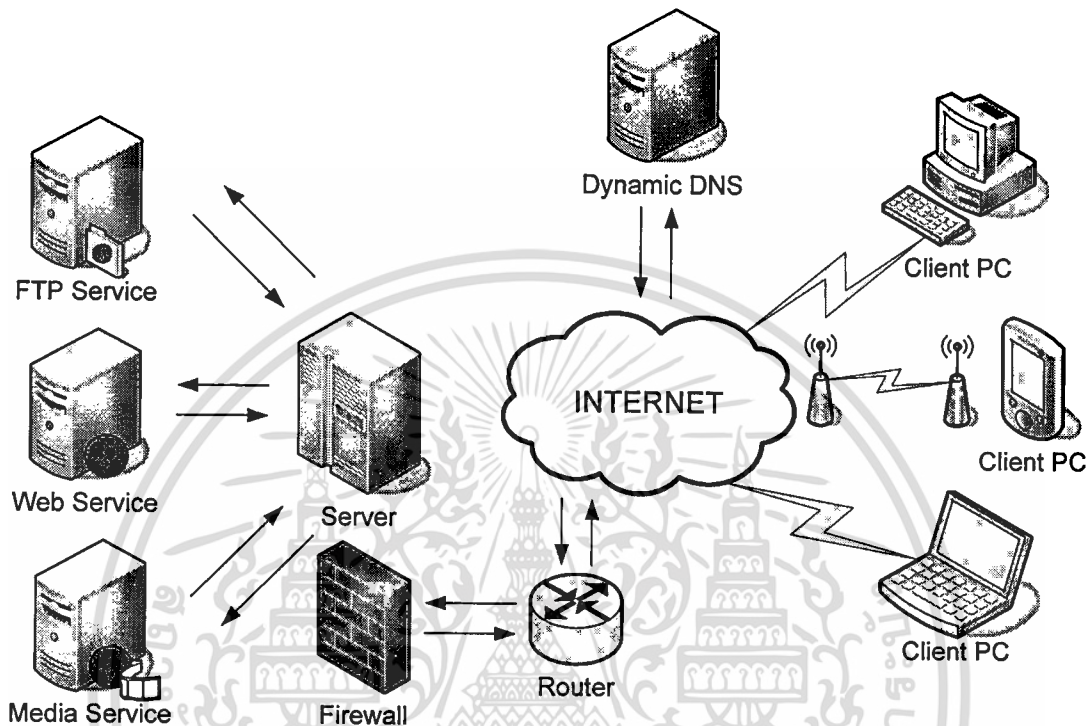 Dynamic DNS
Client PC
FTP Service
INTERNET
Client PC
Web Service
Server
Client PC
Media Service
Firewall
Router